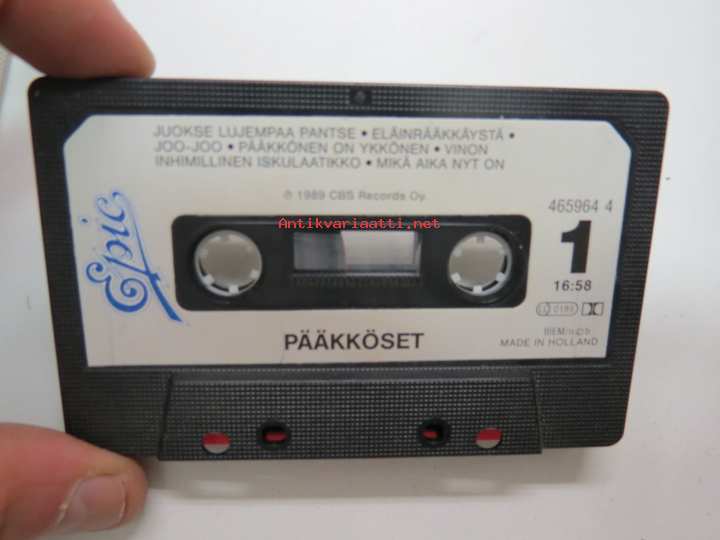 JUOKSE LUJEMPAA PANTSE • ELÄINRÄÄKKÄYSTÄ •
JOO-JOO • PÄÄKKÖNEN ON YKKÖNEN • VINON
INHIMILLINEN ISKULAATIKKO • MIKÄ AIKA NYT ON
℗ 1989 CBS Records Oy.
465964 4
Antikvariaatti.net
Epic
1
16:58
PÄÄKKÖSET
MADE IN HOLLAND